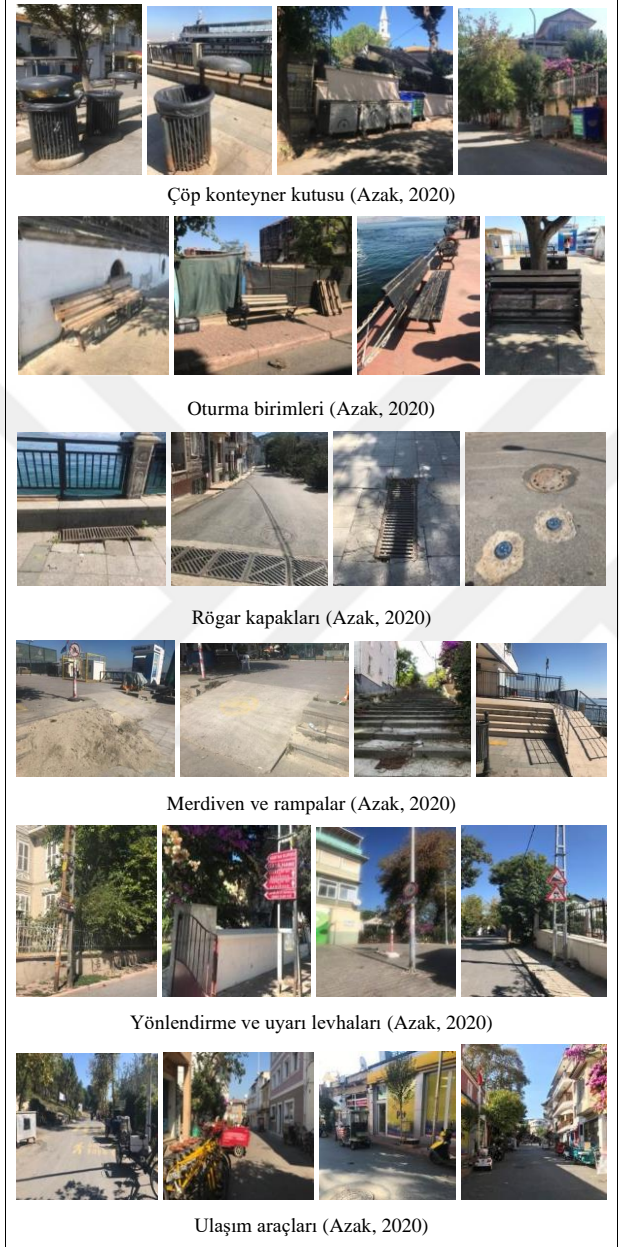 Çöp konteyner kutusu (Azak, 2020)
Oturma birimleri (Azak, 2020)
Rögar kapakları (Azak, 2020)
Merdiven ve rampalar (Azak, 2020)
Yönlendirme ve uyarı levhaları (Azak, 2020)
Ulaşım araçları (Azak, 2020)